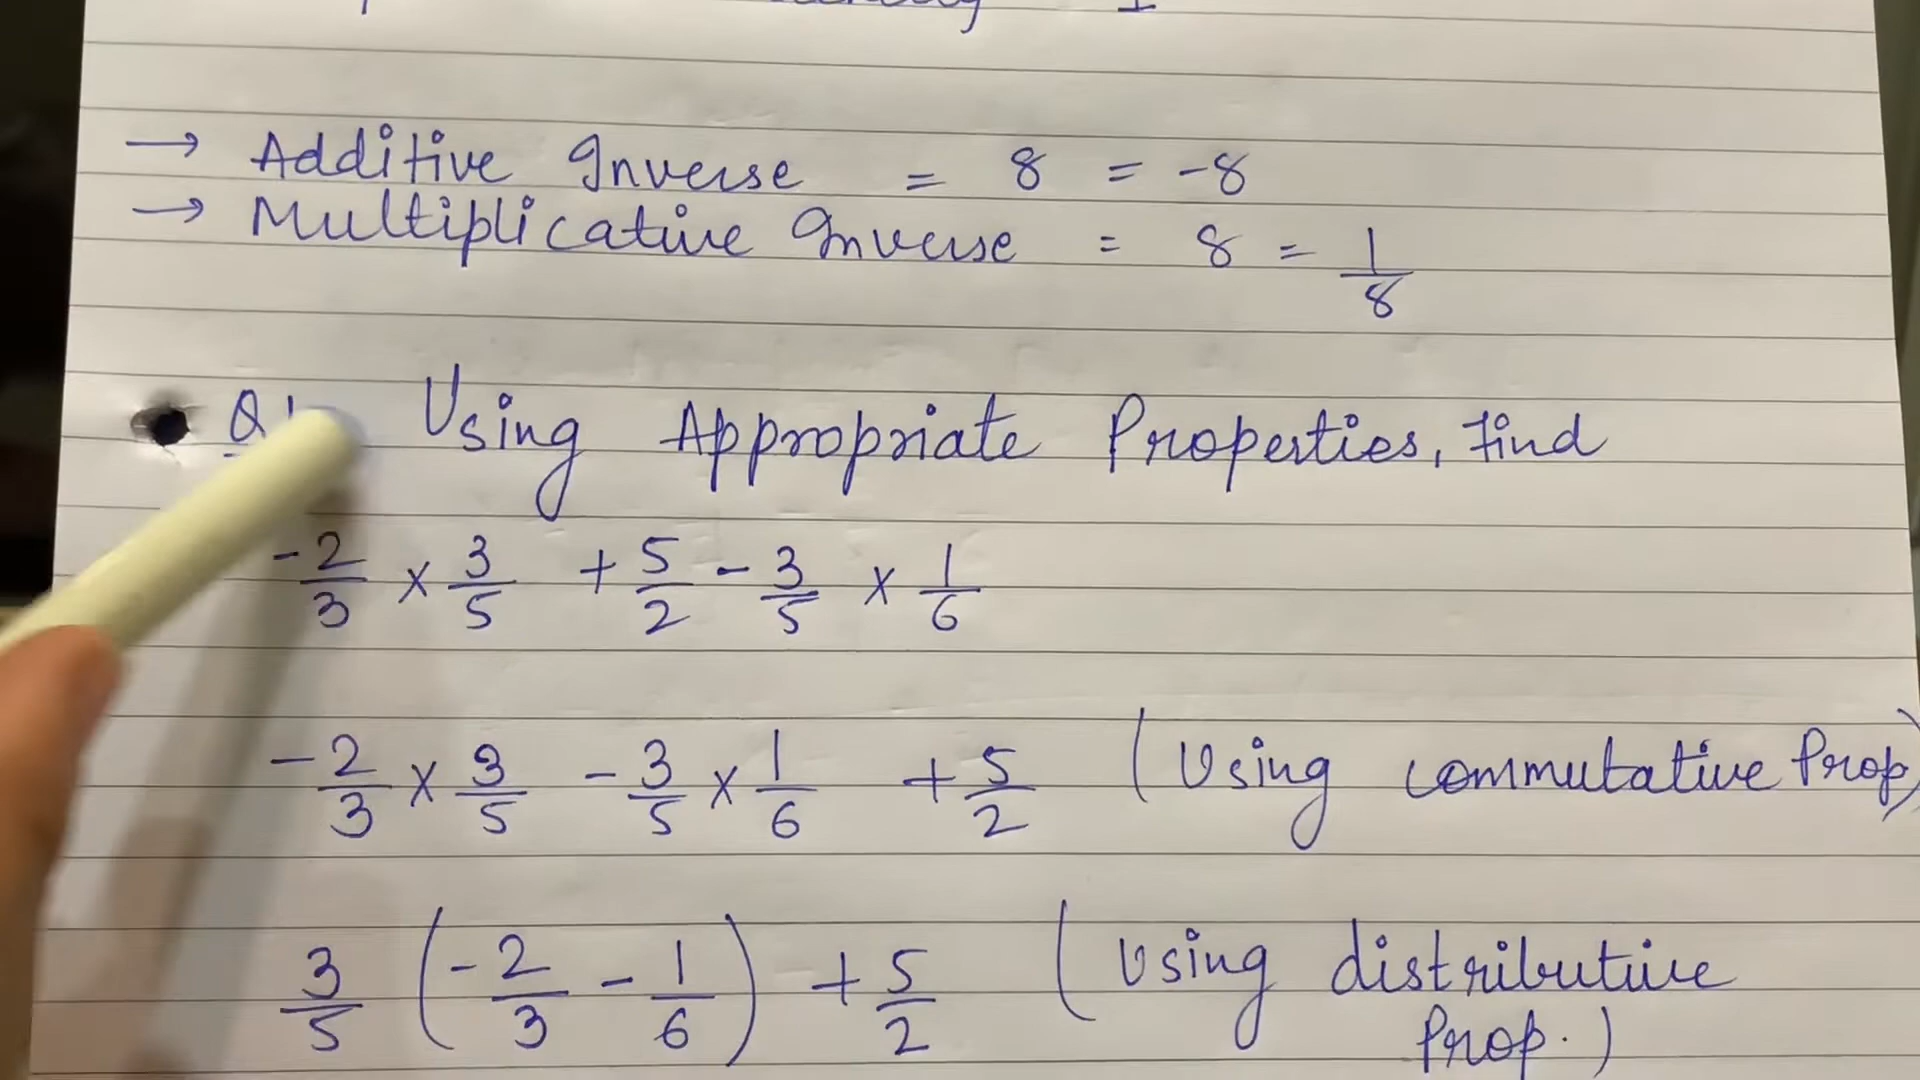 → Additive Inverse = 8 = -8
→ Multiplicative Inverse = 8 = 1/8
Q1 Using Appropriate Properties, find
-2/3 × 3/5 + 5/2 - 3/5 × 1/6
-2/3 × 3/5 - 3/5 × 1/6 + 5/2 (Using commutative Prop)
3/5 (-2/3 - 1/6) + 5/2 (Using distributive
Prop.)